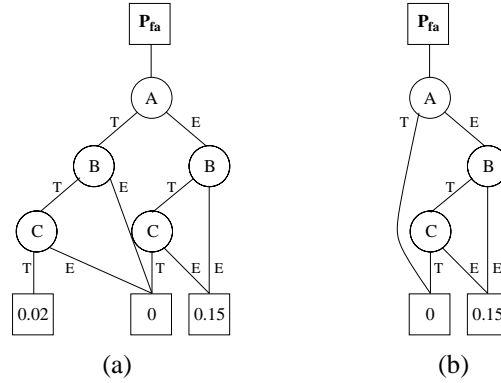 P_fa P_fa
A A
T E T E
B B B
T E T T
C C C
T E T E E T E E
0.02 0 0.15 0 0.15
(a) (b)